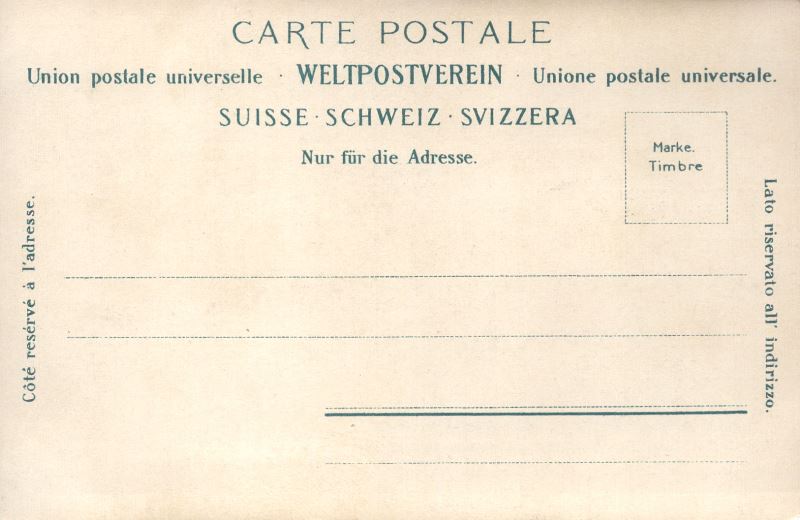 CARTE POSTALE
Union postale universelle · WELTPOSTVEREIN · Unione postale universale.
SUISSE · SCHWEIZ · SVIZZERA
Nur für die Adresse.
Marke.
Timbre
Côté resérvé à l'adresse.
Lato riservato all' indirizzo.